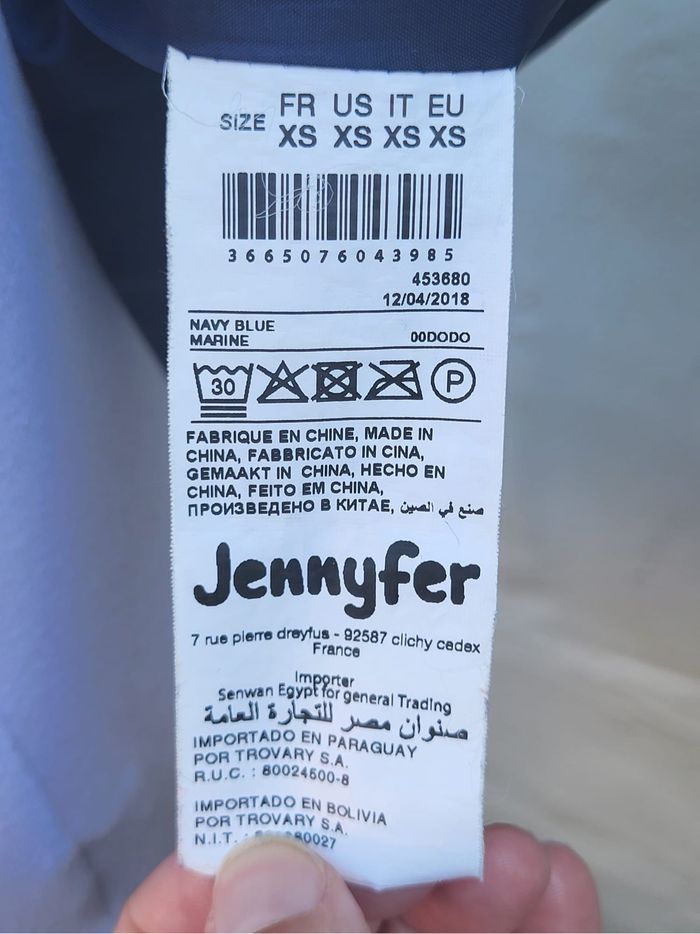 SIZE FR US IT EU
XS XS XS XS
3665076043985
453680
12/04/2018
NAVY BLUE
MARINE 00DODO
30 P
FABRIQUE EN CHINE, MADE IN
CHINA, FABBRICATO IN CINA,
GEMAAKT IN CHINA, HECHO EN
CHINA, FEITO EM CHINA,
ПРОИЗВЕДЕНО В КИТАЕ, صنع في الصين
Jennyfer
7 rue pierre dreyfus - 92587 clichy cedex
France
Importer
Senwan Egypt for general Trading
صنوان مصر للتجارة العامة
IMPORTADO EN PARAGUAY
POR TROVARY S.A.
R.U.C. : 80024500-8
IMPORTADO EN BOLIVIA
POR TROVARY S.A.
N.I.T. :